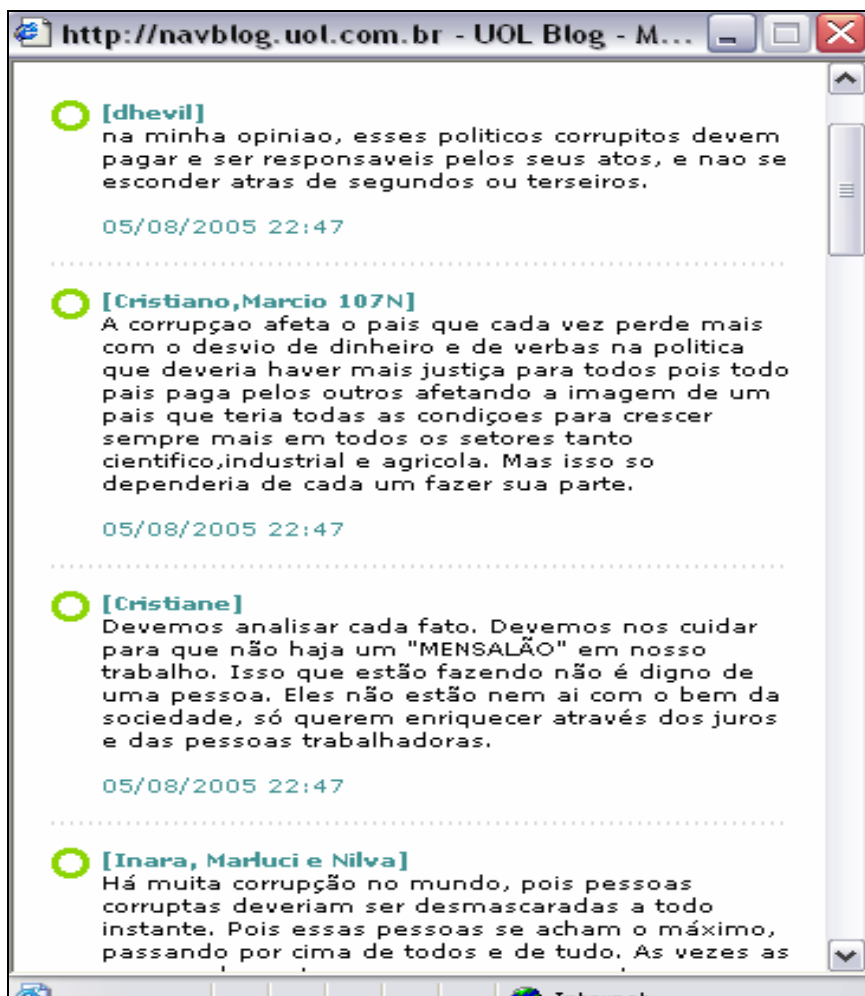 http://navblog.uol.com.br - UOL Blog - M...
[dhevil]
na minha opiniao, esses politicos corrupitos devem
pagar e ser responsaveis pelos seus atos, e nao se
esconder atras de segundos ou terseiros.
05/08/2005 22:47
[Cristiano,Marcio 107N]
A corrupçao afeta o pais que cada vez perde mais
com o desvio de dinheiro e de verbas na politica
que deveria haver mais justiça para todos pois todo
pais paga pelos outros afetando a imagem de um
pais que teria todas as condiçoes para crescer
sempre mais em todos os setores tanto
cientifico,industrial e agricola. Mas isso so
dependeria de cada um fazer sua parte.
05/08/2005 22:47
[Cristiane]
Devemos analisar cada fato. Devemos nos cuidar
para que não haja um "MENSALÃO" em nosso
trabalho. Isso que estão fazendo não é digno de
uma pessoa. Eles não estão nem ai com o bem da
sociedade, só querem enriquecer através dos juros
e das pessoas trabalhadoras.
05/08/2005 22:47
[Inara, Marluci e Nilva]
Há muita corrupção no mundo, pois pessoas
corruptas deveriam ser desmascaradas a todo
instante. Pois essas pessoas se acham o máximo,
passando por cima de todos e de tudo. As vezes as